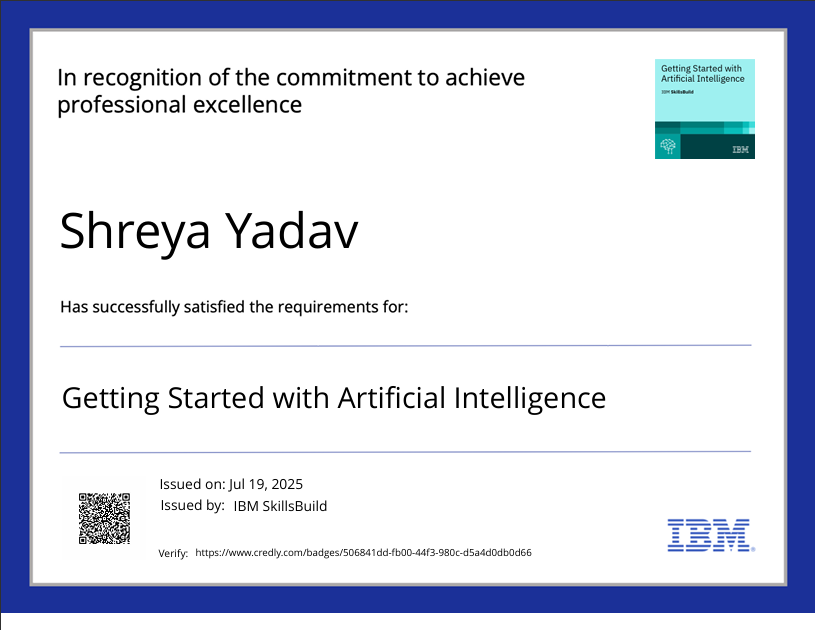 In recognition of the commitment to achieve
professional excellence
Getting Started with
Artificial Intelligence
IBM SkillsBuild
IBM
Shreya Yadav
Has successfully satisfied the requirements for:
Getting Started with Artificial Intelligence
Issued on: Jul 19, 2025
Issued by: IBM SkillsBuild
Verify: https://www.credly.com/badges/506841dd-fb00-44f3-980c-d5a4d0db0d66
IBM®